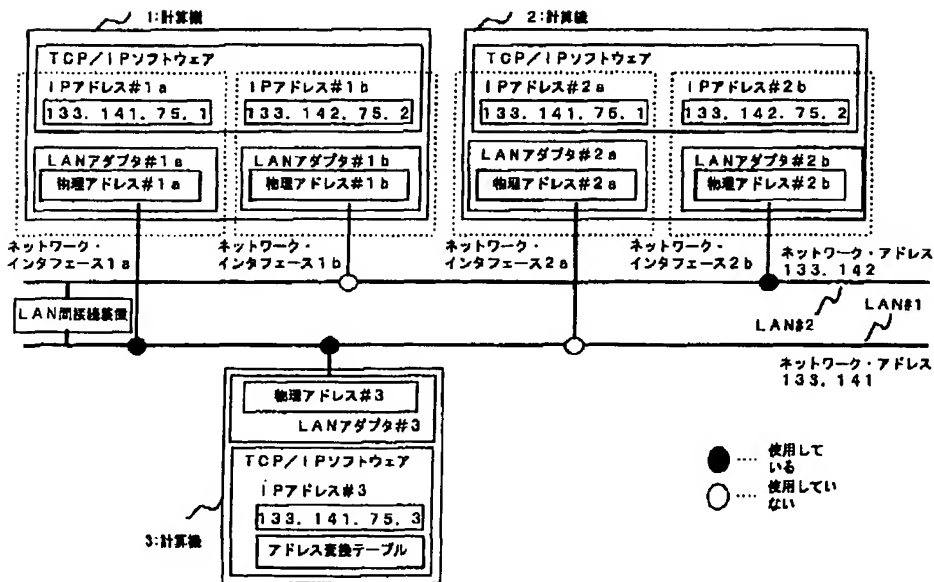 1:計算機
TCP/IPソフトウェア
IPアドレス#1a
133. 141. 75. 1
IPアドレス#1b
133. 142. 75. 2
LANアダプタ#1a
物理アドレス#1a
LANアダプタ#1b
物理アドレス#1b
ネットワーク・
インタフェース1a
ネットワーク・
インタフェース1b
2:計算機
TCP/IPソフトウェア
IPアドレス#2a
133. 141. 75. 1
IPアドレス#2b
133. 142. 75. 2
LANアダプタ#2a
物理アドレス#2a
LANアダプタ#2b
物理アドレス#2b
ネットワーク・
インタフェース2a
ネットワーク・
インタフェース2b
ネットワーク・アドレス
133. 142
LAN間接続装置
LAN#2
LAN#1
ネットワーク・アドレス
133. 141
物理アドレス#3
LANアダプタ#3
TCP/IPソフトウェア
IPアドレス#3
133. 141. 75. 3
アドレス変換テーブル
3:計算機
… 使用して
いる
… 使用してい
ない